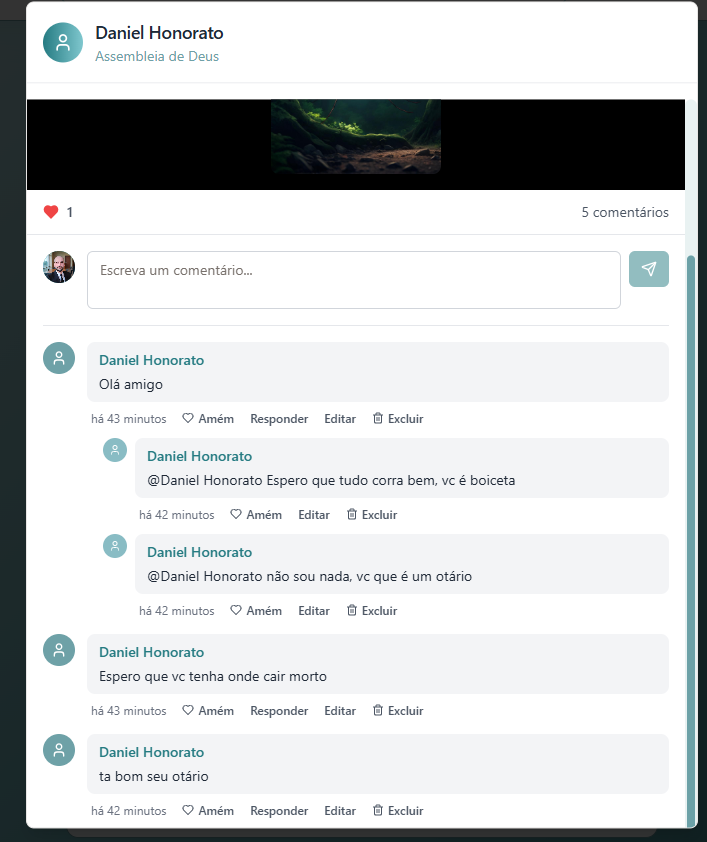 Daniel Honorato
Assembleia de Deus
1
5 comentários
Escreva um comentário...
Daniel Honorato
Olá amigo
há 43 minutos Amém Responder Editar Excluir
Daniel Honorato
@Daniel Honorato Espero que tudo corra bem, vc é boiceta
há 42 minutos Amém Editar Excluir
Daniel Honorato
@Daniel Honorato não sou nada, vc que é um otário
há 42 minutos Amém Editar Excluir
Daniel Honorato
Espero que vc tenha onde cair morto
há 43 minutos Amém Responder Editar Excluir
Daniel Honorato
ta bom seu otário
há 42 minutos Amém Responder Editar Excluir